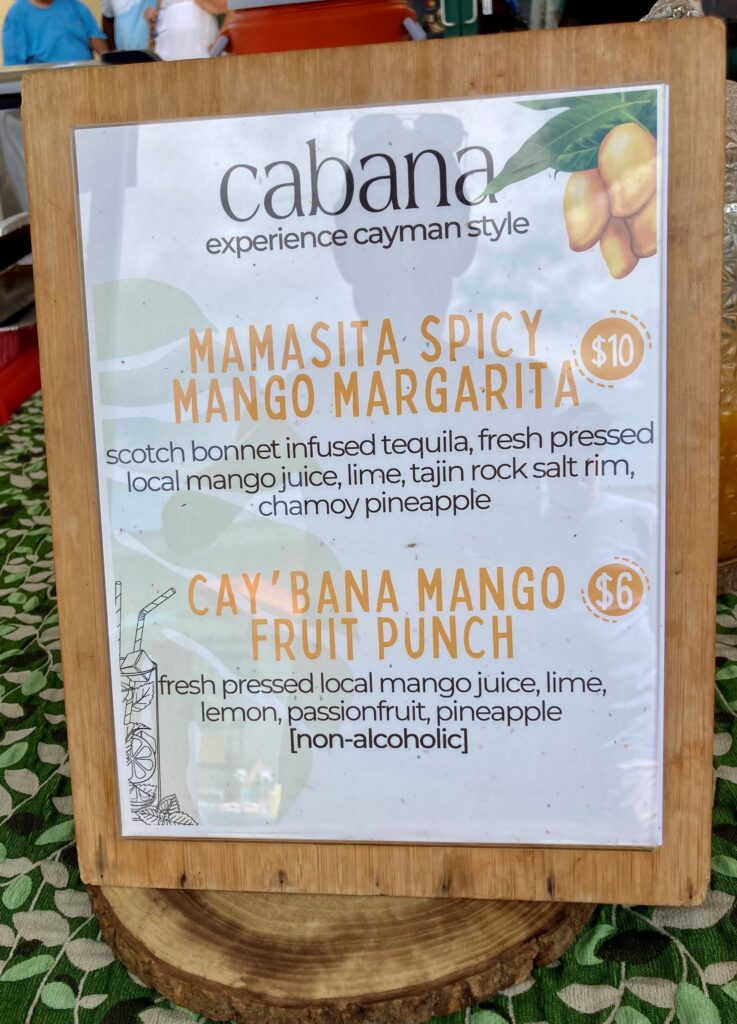 cabana
experience cayman style
MAMASITA SPICY
MANGO MARGARITA
$10
scotch bonnet infused tequila, fresh pressed
local mango juice, lime, tajin rock salt rim,
chamoy pineapple
CAY'BANA MANGO
FRUIT PUNCH
$6
fresh pressed local mango juice, lime,
lemon, passionfruit, pineapple
[non-alcoholic]